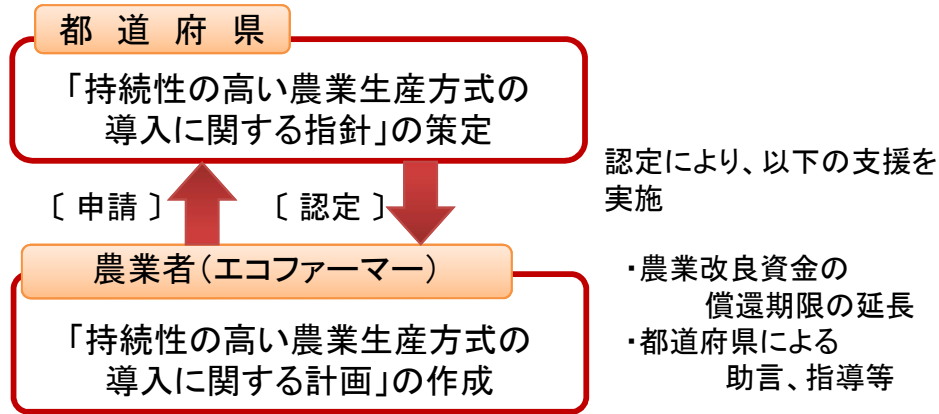 都道府県
「持続性の高い農業生産方式の
導入に関する指針」の策定
〔 申請 〕
〔 認定 〕
農業者(エコファーマー)
「持続性の高い農業生産方式の
導入に関する計画」の作成
認定により、以下の支援を
実施
・農業改良資金の
償還期限の延長
・都道府県による
助言、指導等